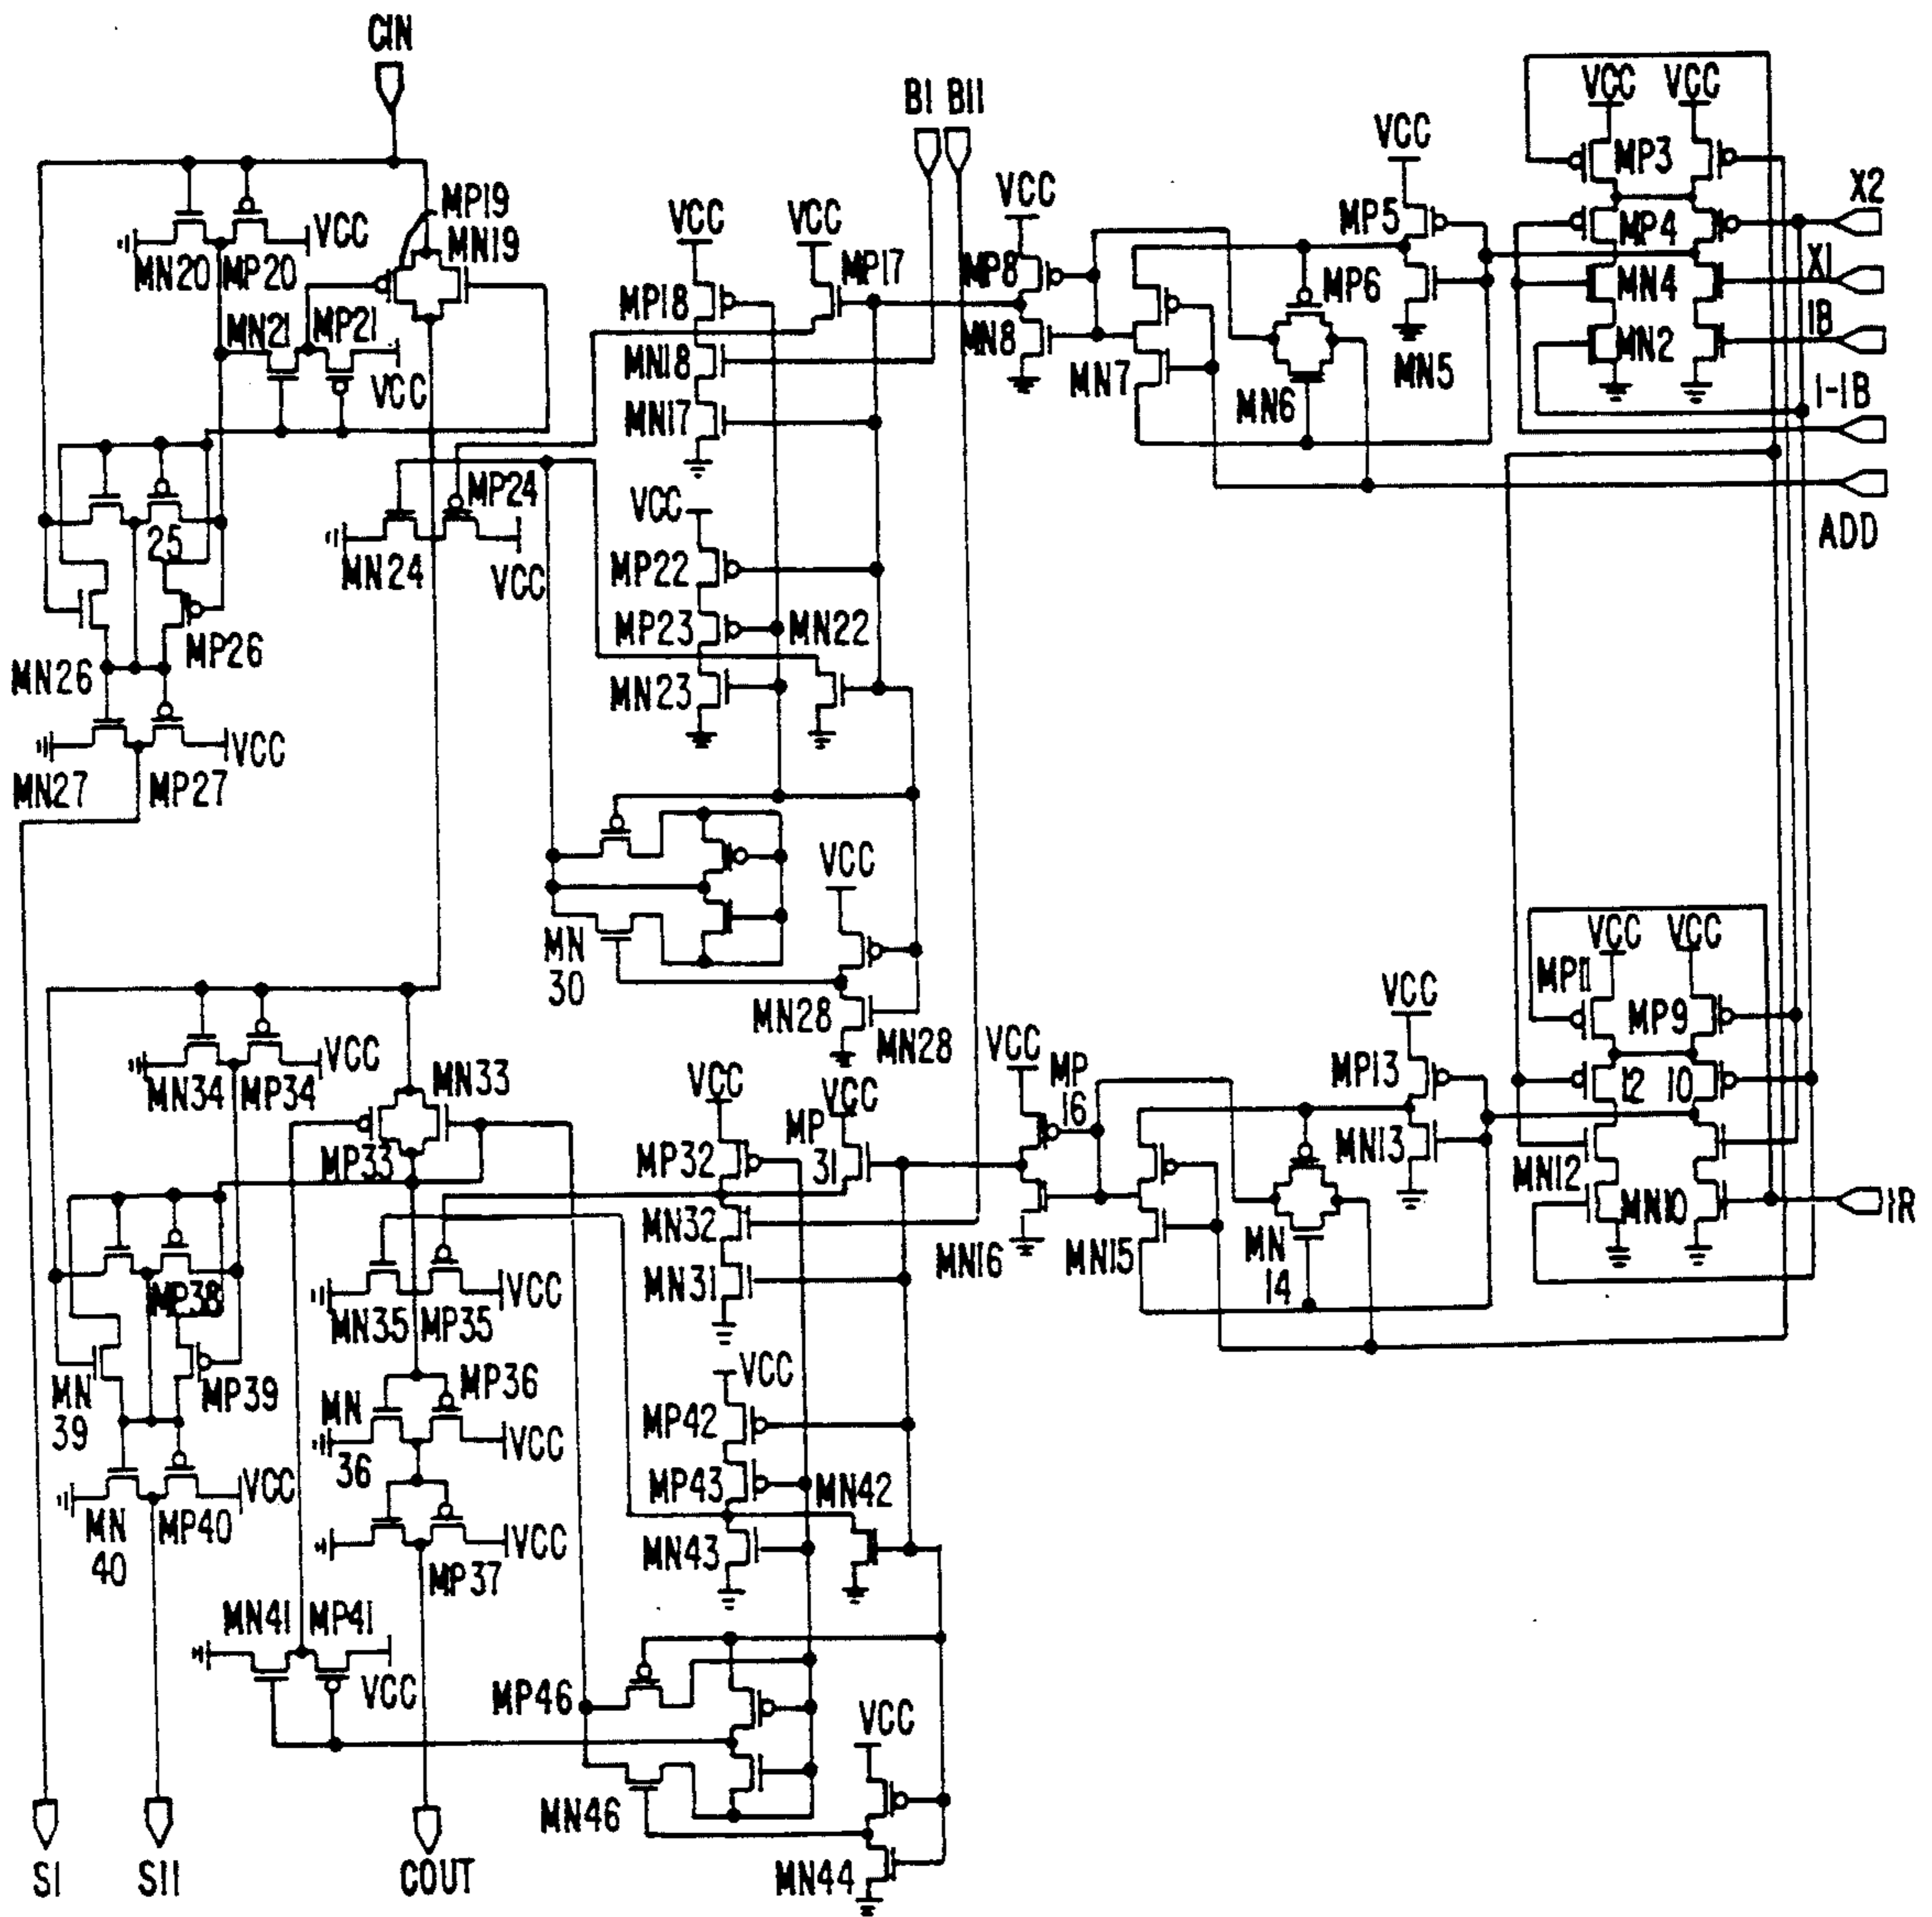 CIN
BI BII
VCC VCC
VCC
MP3
X2
MP19
VCC
MP5
MP4
VCC
VCC VCC
MN19
MN20 MP20
MP17
MP8
MP6
MN4
X1
MP18
1B
MN21 MP21
MN8
MN2
MN18
MN7
MN5
VCC
MN6
1-1B
MN17
MP24
VCC
ADD
25
MN24
VCC
MP22
MP23
MN22
MP26
MN26
MN23
VCC
MN27 MP27
VCC
VCC VCC
MN
30
MP11
MN28
MN28
VCC
MP9
VCC
MN34 MP34
MN33
VCC
VCC
VCC
MP
16
MP13
12 10
MP33
MP32
MP
31
MN13
MN12
MN10
1R
MN32
MN16
MN15
MN
14
MP38
MN31
VCC
MN35 MP35
VCC
MP36
MN
39
MP39
MN
36
VCC
MP42
MP43
MN42
VCC
MN
40
MP40
VCC
MN43
MP37
MN41 MP41
VCC
MP46
VCC
MN46
MN44
SI
SII
COUT